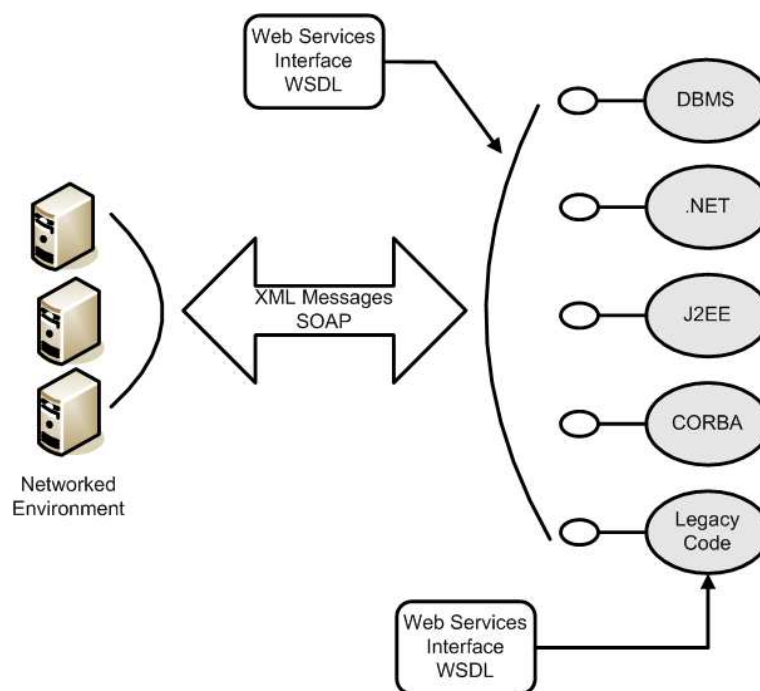 Web Services
Interface
WSDL
DBMS
.NET
XML Messages
SOAP
J2EE
CORBA
Networked
Environment
Legacy
Code
Web Services
Interface
WSDL